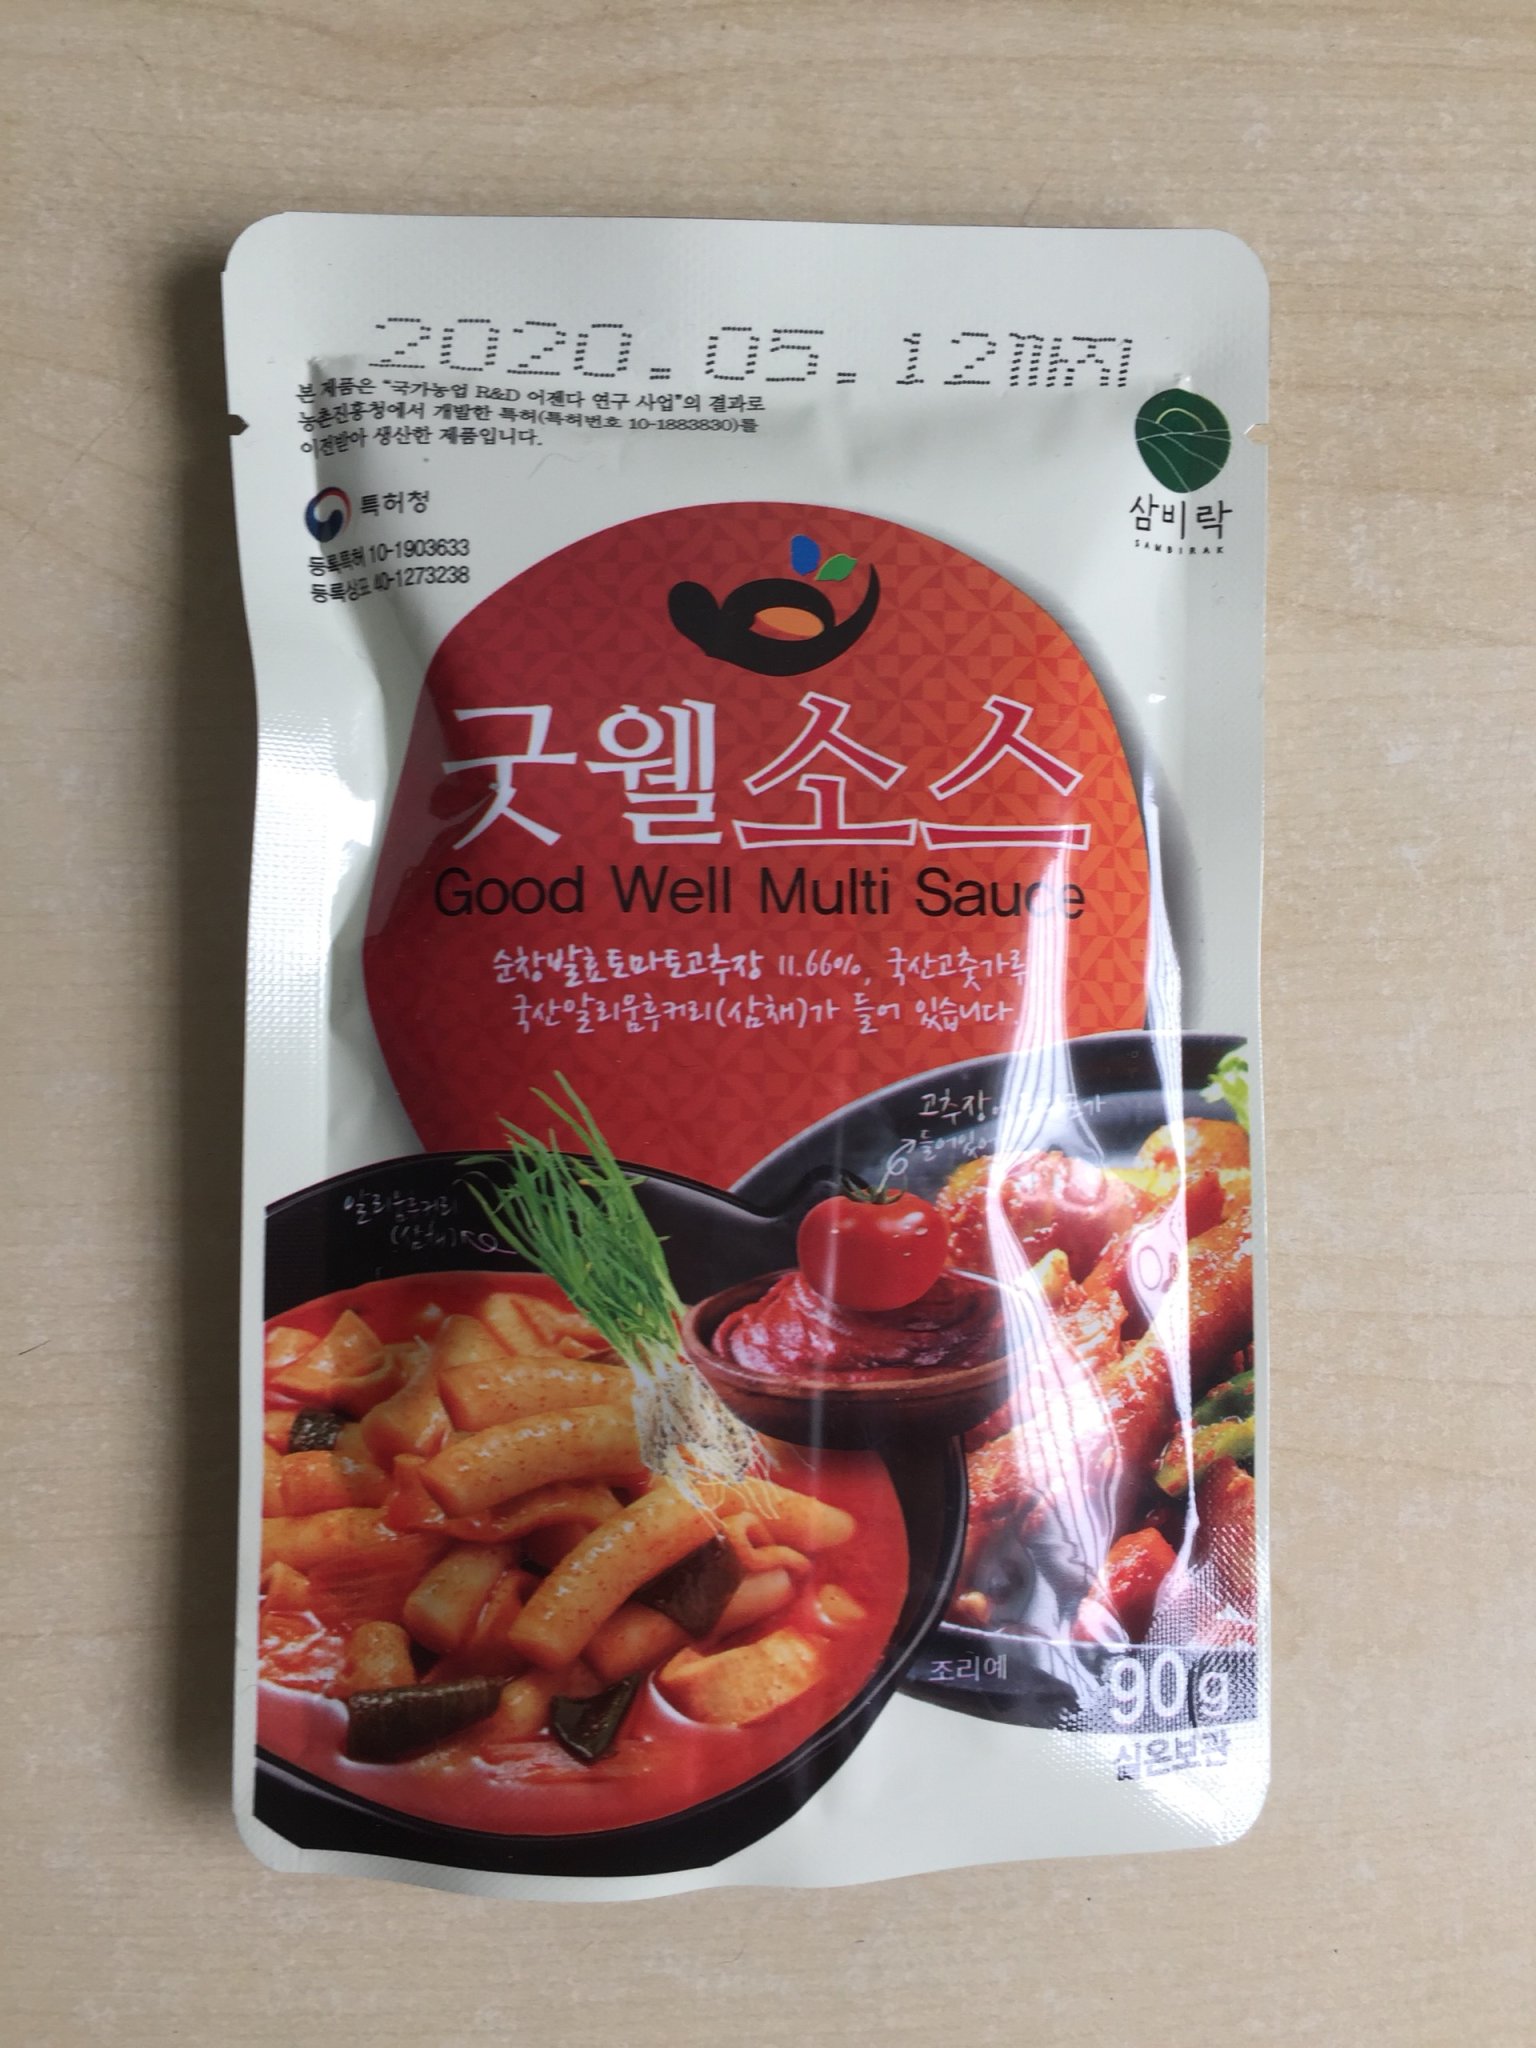 2020.05.12까지
본 제품은 "국가농업 R&D 어젠다 연구 사업"의 결과로
농촌진흥청에서 개발한 특허(특허번호 10-1883830)를
이전받아 생산한 제품입니다.
특허청
등록특허 10-1903633
등록상표 40-1273238
삼비락
SAMBIRAK
굿웰소스
Good Well Multi Sauce
순창발효토마토고추장 11.66%, 국산고춧가루
국산알리움후커리(삼채)가 들어 있습니다.
고추장
들어있어
알리움후커리
(삼채)
조리예
90g
실온보관